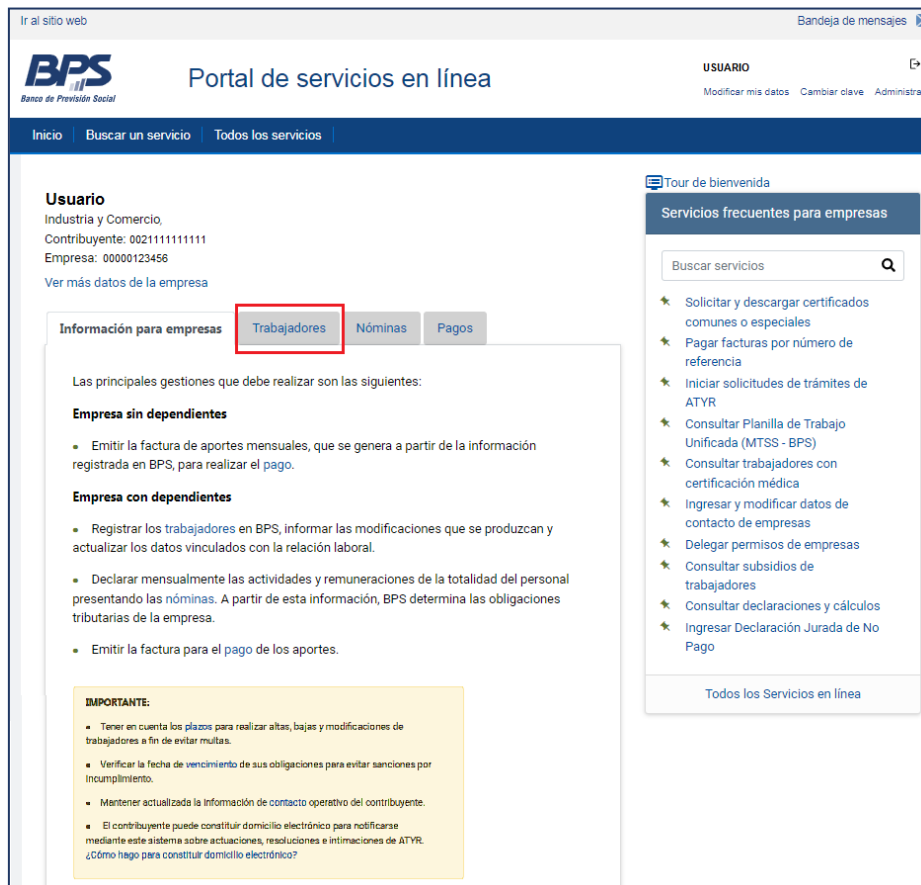 Ir al sitio web
Bandeja de mensajes
BPS
Banco de Previsión Social
Portal de servicios en línea
USUARIO
Modificar mis datos Cambiar clave Administra
Inicio Buscar un servicio Todos los servicios
Usuario
Industria y Comercio,
Contribuyente: 0021111111111
Empresa: 00000123456
Ver más datos de la empresa
Información para empresas Trabajadores Nóminas Pagos
Las principales gestiones que debe realizar son las siguientes:
Empresa sin dependientes
• Emitir la factura de aportes mensuales, que se genera a partir de la información
registrada en BPS, para realizar el pago.
Empresa con dependientes
• Registrar los trabajadores en BPS, informar las modificaciones que se produzcan y
actualizar los datos vinculados con la relación laboral.
• Declarar mensualmente las actividades y remuneraciones de la totalidad del personal
presentando las nóminas. A partir de esta información, BPS determina las obligaciones
tributarias de la empresa.
• Emitir la factura para el pago de los aportes.
IMPORTANTE:
Tener en cuenta los plazos para realizar altas, bajas y modificaciones de
trabajadores a fin de evitar multas.
Verificar la fecha de vencimiento de sus obligaciones para evitar sanciones por
incumplimiento.
Mantener actualizada la información de contacto operativo del contribuyente.
El contribuyente puede constituir domicilio electrónico para notificarse
mediante este sistema sobre actuaciones, resoluciones e intimaciones de ATYR.
¿Cómo hago para constituir domicilio electrónico?
Tour de bienvenida
Servicios frecuentes para empresas
Buscar servicios
Solicitar y descargar certificados
comunes o especiales
Pagar facturas por número de
referencia
Iniciar solicitudes de trámites de
ATYR
Consultar Planilla de Trabajo
Unificada (MTSS - BPS)
Consultar trabajadores con
certificación médica
Ingresar y modificar datos de
contacto de empresas
Delegar permisos de empresas
Consultar subsidios de
trabajadores
Consultar declaraciones y cálculos
Ingresar Declaración Jurada de No
Pago
Todos los Servicios en línea